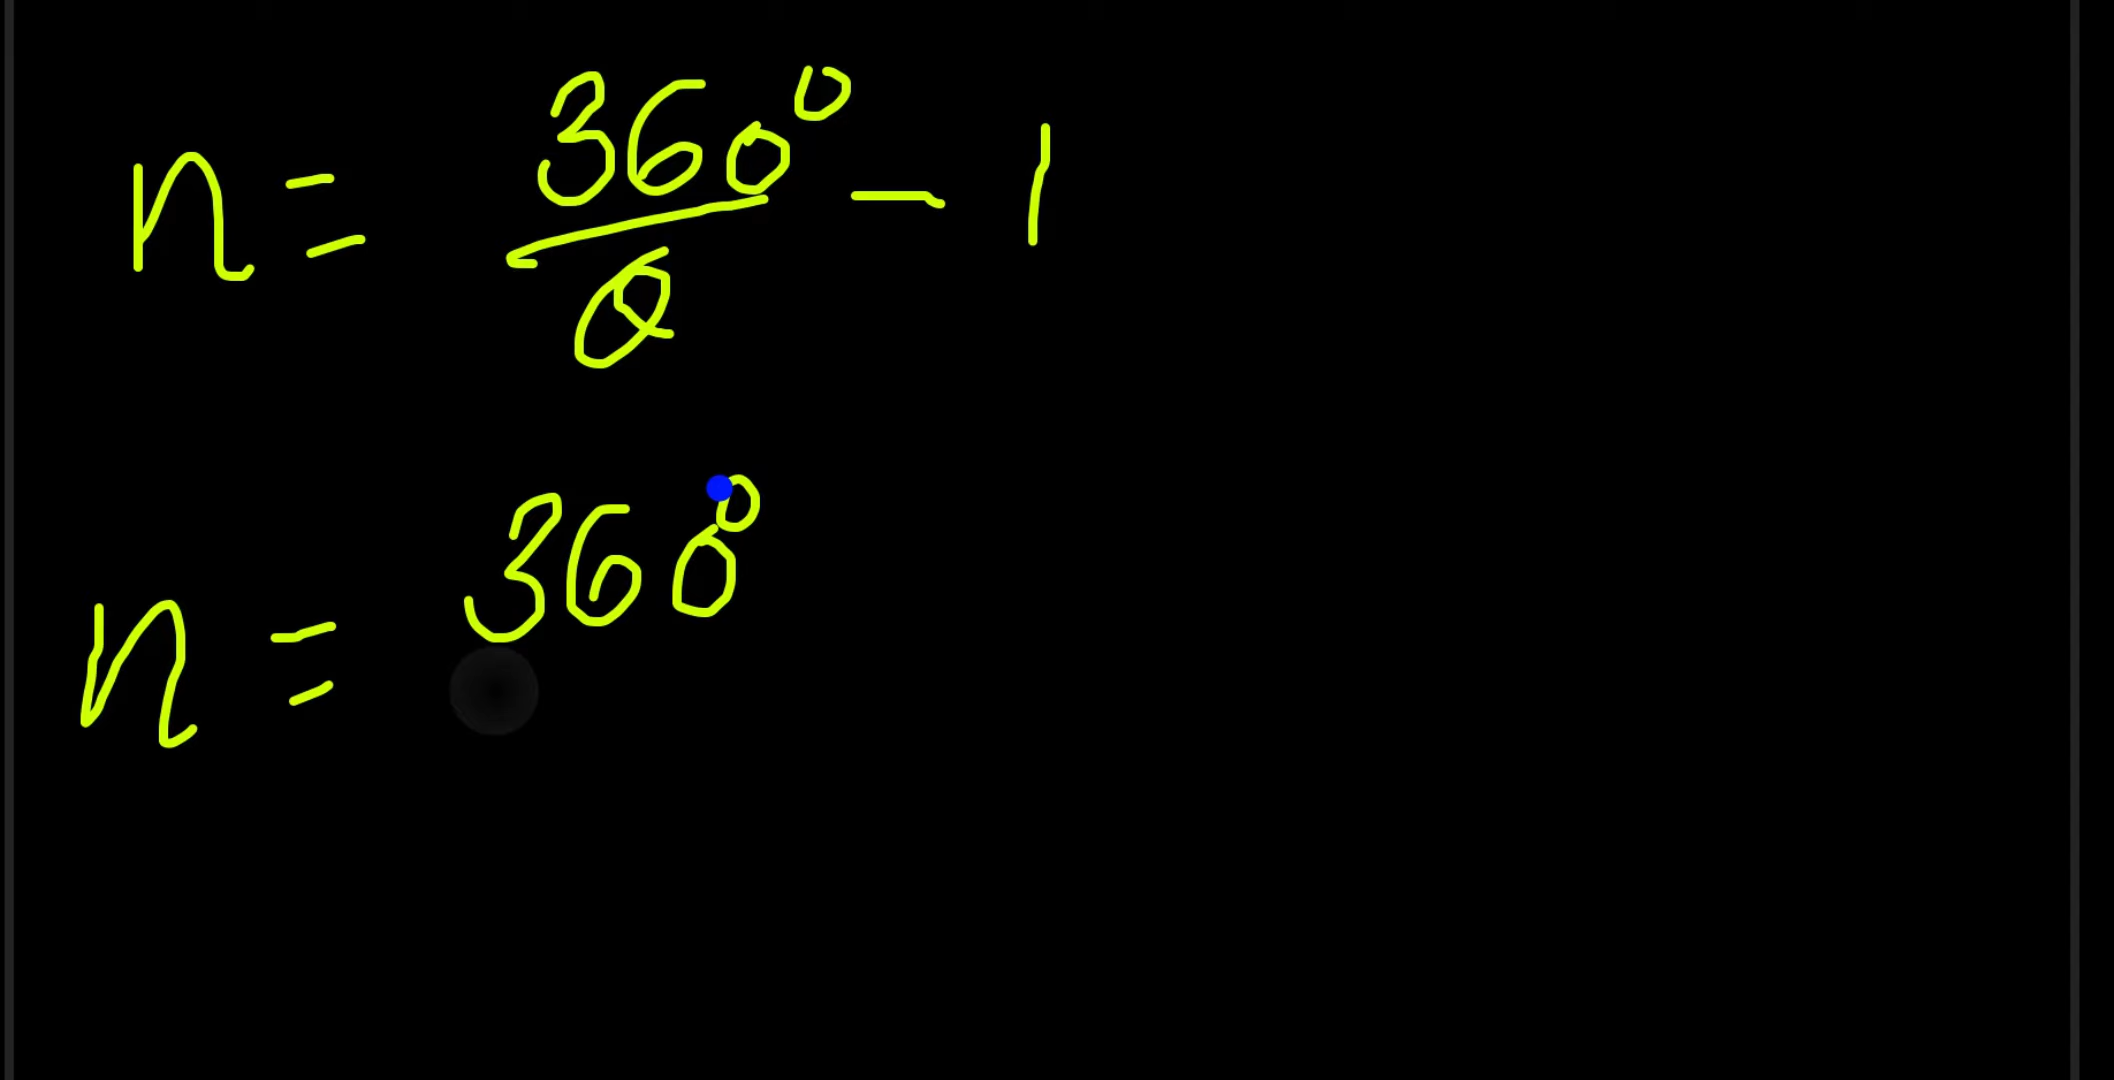 n = 360° / θ - 1
n = 360°